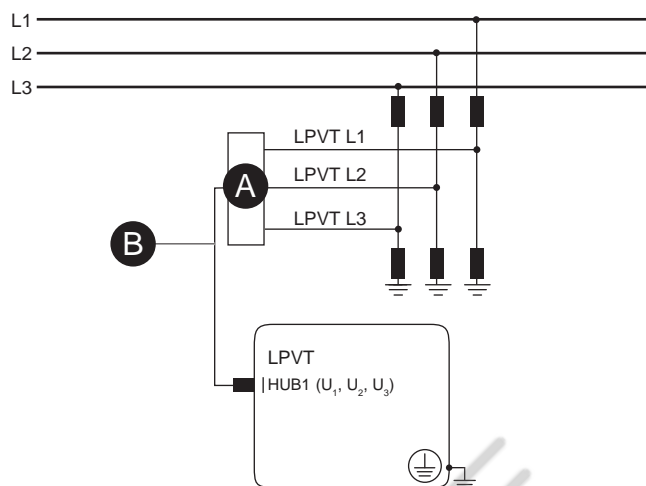 L1
L2
L3
LPVT L1
A
LPVT L2
LPVT L3
B
LPVT
HUB1 (U₁, U₂, U₃)